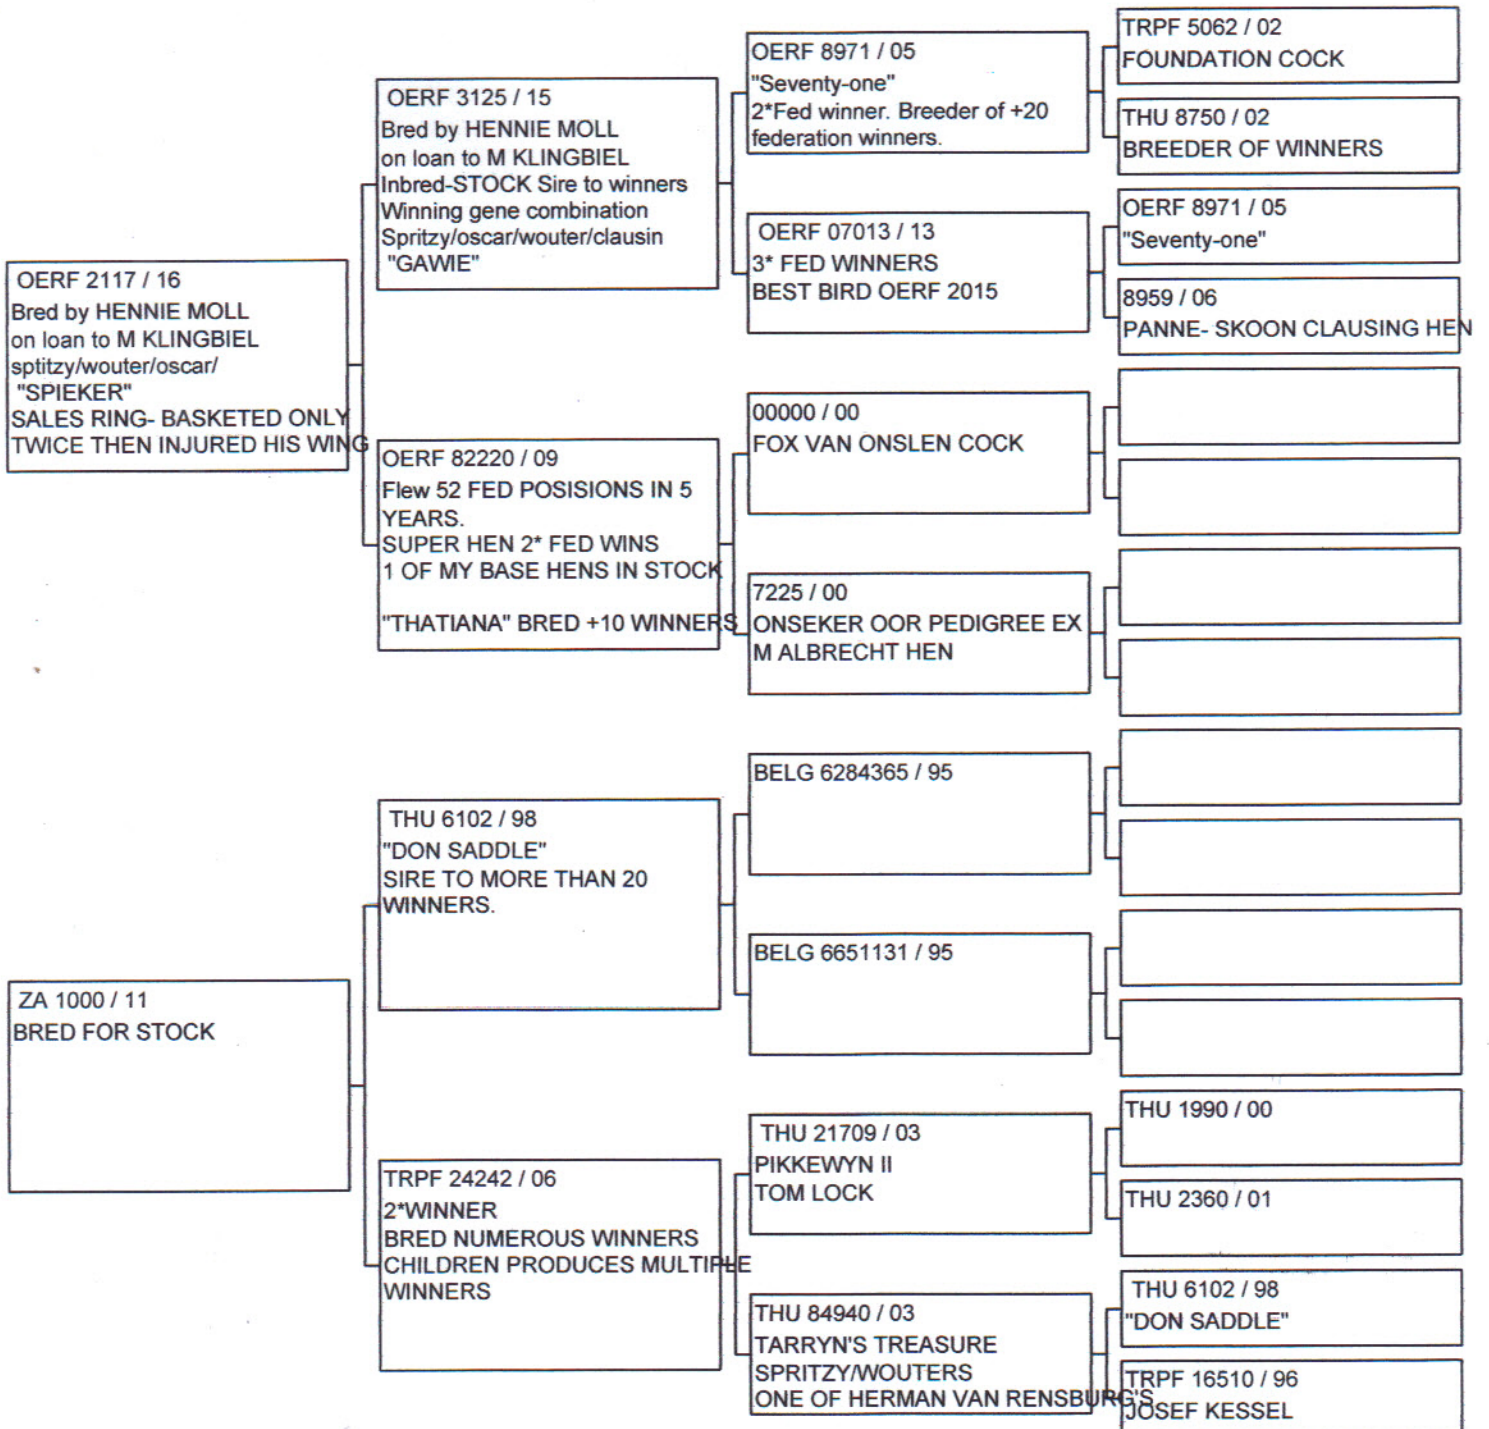 OERF 2117 / 16
Bred by HENNIE MOLL
on loan to M KLINGBIEL
sptitzy/wouter/oscar/
"SPIEKER"
SALES RING- BASKETED ONLY
TWICE THEN INJURED HIS WING
ZA 1000 / 11
BRED FOR STOCK
OERF 3125 / 15
Bred by HENNIE MOLL
on loan to M KLINGBIEL
Inbred-STOCK Sire to winners
Winning gene combination
Spritzy/oscar/wouter/clausin
"GAWIE"
OERF 82220 / 09
Flew 52 FED POSISIONS IN 5
YEARS.
SUPER HEN 2* FED WINS
1 OF MY BASE HENS IN STOCK
"THATIANA" BRED +10 WINNERS
THU 6102 / 98
"DON SADDLE"
SIRE TO MORE THAN 20
WINNERS.
TRPF 24242 / 06
2*WINNER
BRED NUMEROUS WINNERS
CHILDREN PRODUCES MULTIPLE
WINNERS
OERF 8971 / 05
"Seventy-one"
2*Fed winner. Breeder of +20
federation winners.
OERF 07013 / 13
3* FED WINNERS
BEST BIRD OERF 2015
00000 / 00
FOX VAN ONSLEN COCK
7225 / 00
ONSEKER OOR PEDIGREE EX
M ALBRECHT HEN
BELG 6284365 / 95
BELG 6651131 / 95
THU 21709 / 03
PIKKEWYN II
TOM LOCK
THU 84940 / 03
TARRYN'S TREASURE
SPRITZY/WOUTERS
ONE OF HERMAN VAN RENSBURG'S
TRPF 5062 / 02
FOUNDATION COCK
THU 8750 / 02
BREEDER OF WINNERS
OERF 8971 / 05
"Seventy-one"
8959 / 06
PANNE- SKOON CLAUSING HEN
THU 1990 / 00
THU 2360 / 01
THU 6102 / 98
"DON SADDLE"
TRPF 16510 / 96
JOSEF KESSEL